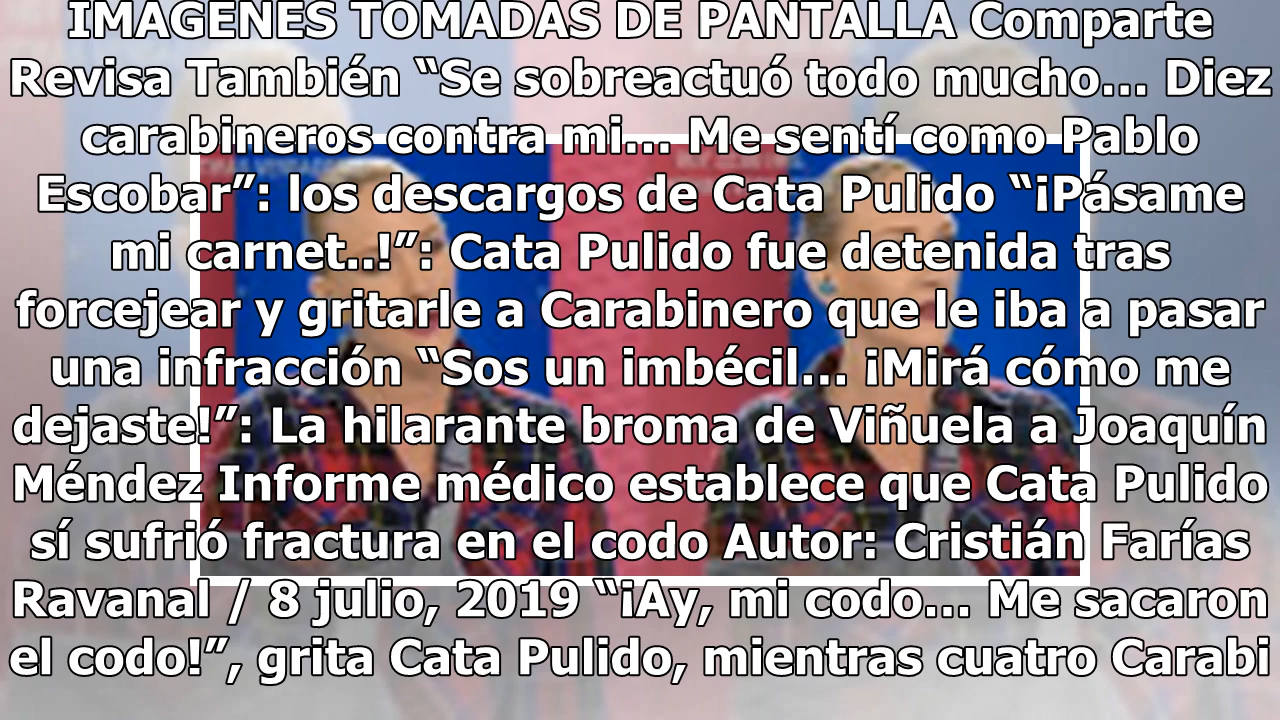 IMAGENES TOMADAS DE PANTALLA Comparte
Revisa También “Se sobreactuó todo mucho… Diez
carabineros contra mi… Me sentí como Pablo
Escobar”: los descargos de Cata Pulido “¡Pásame
mi carnet..!”: Cata Pulido fue detenida tras
forcejear y gritarle a Carabinero que le iba a pasar
una infracción “Sos un imbécil… ¡Mirá cómo me
dejaste!”: La hilarante broma de Viñuela a Joaquín
Méndez Informe médico establece que Cata Pulido
sí sufrió fractura en el codo Autor: Cristián Farías
Ravanal / 8 julio, 2019 “¡Ay, mi codo… Me sacaron
el codo!”, grita Cata Pulido, mientras cuatro Carabi